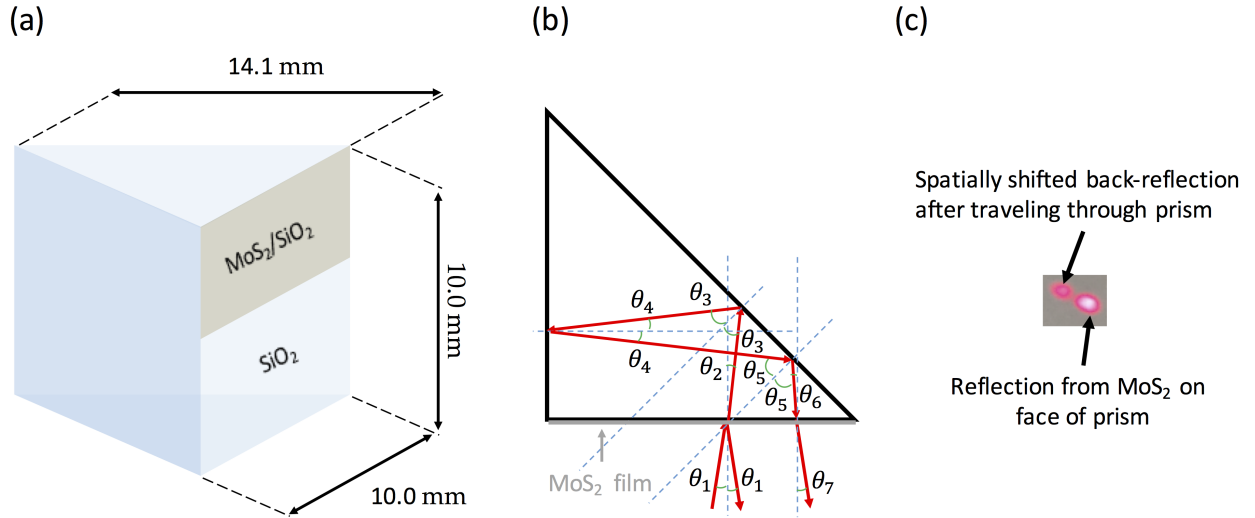 (a)
14.1 mm
MoS₂/SiO₂
SiO₂
10.0 mm
10.0 mm
(b)
θ₄
θ₃
θ₃
θ₄
θ₂
θ₅
θ₅
θ₆
MoS₂ film
θ₁
θ₁
θ₇
(c)
Spatially shifted back-reflection
after traveling through prism
Reflection from MoS₂ on
face of prism